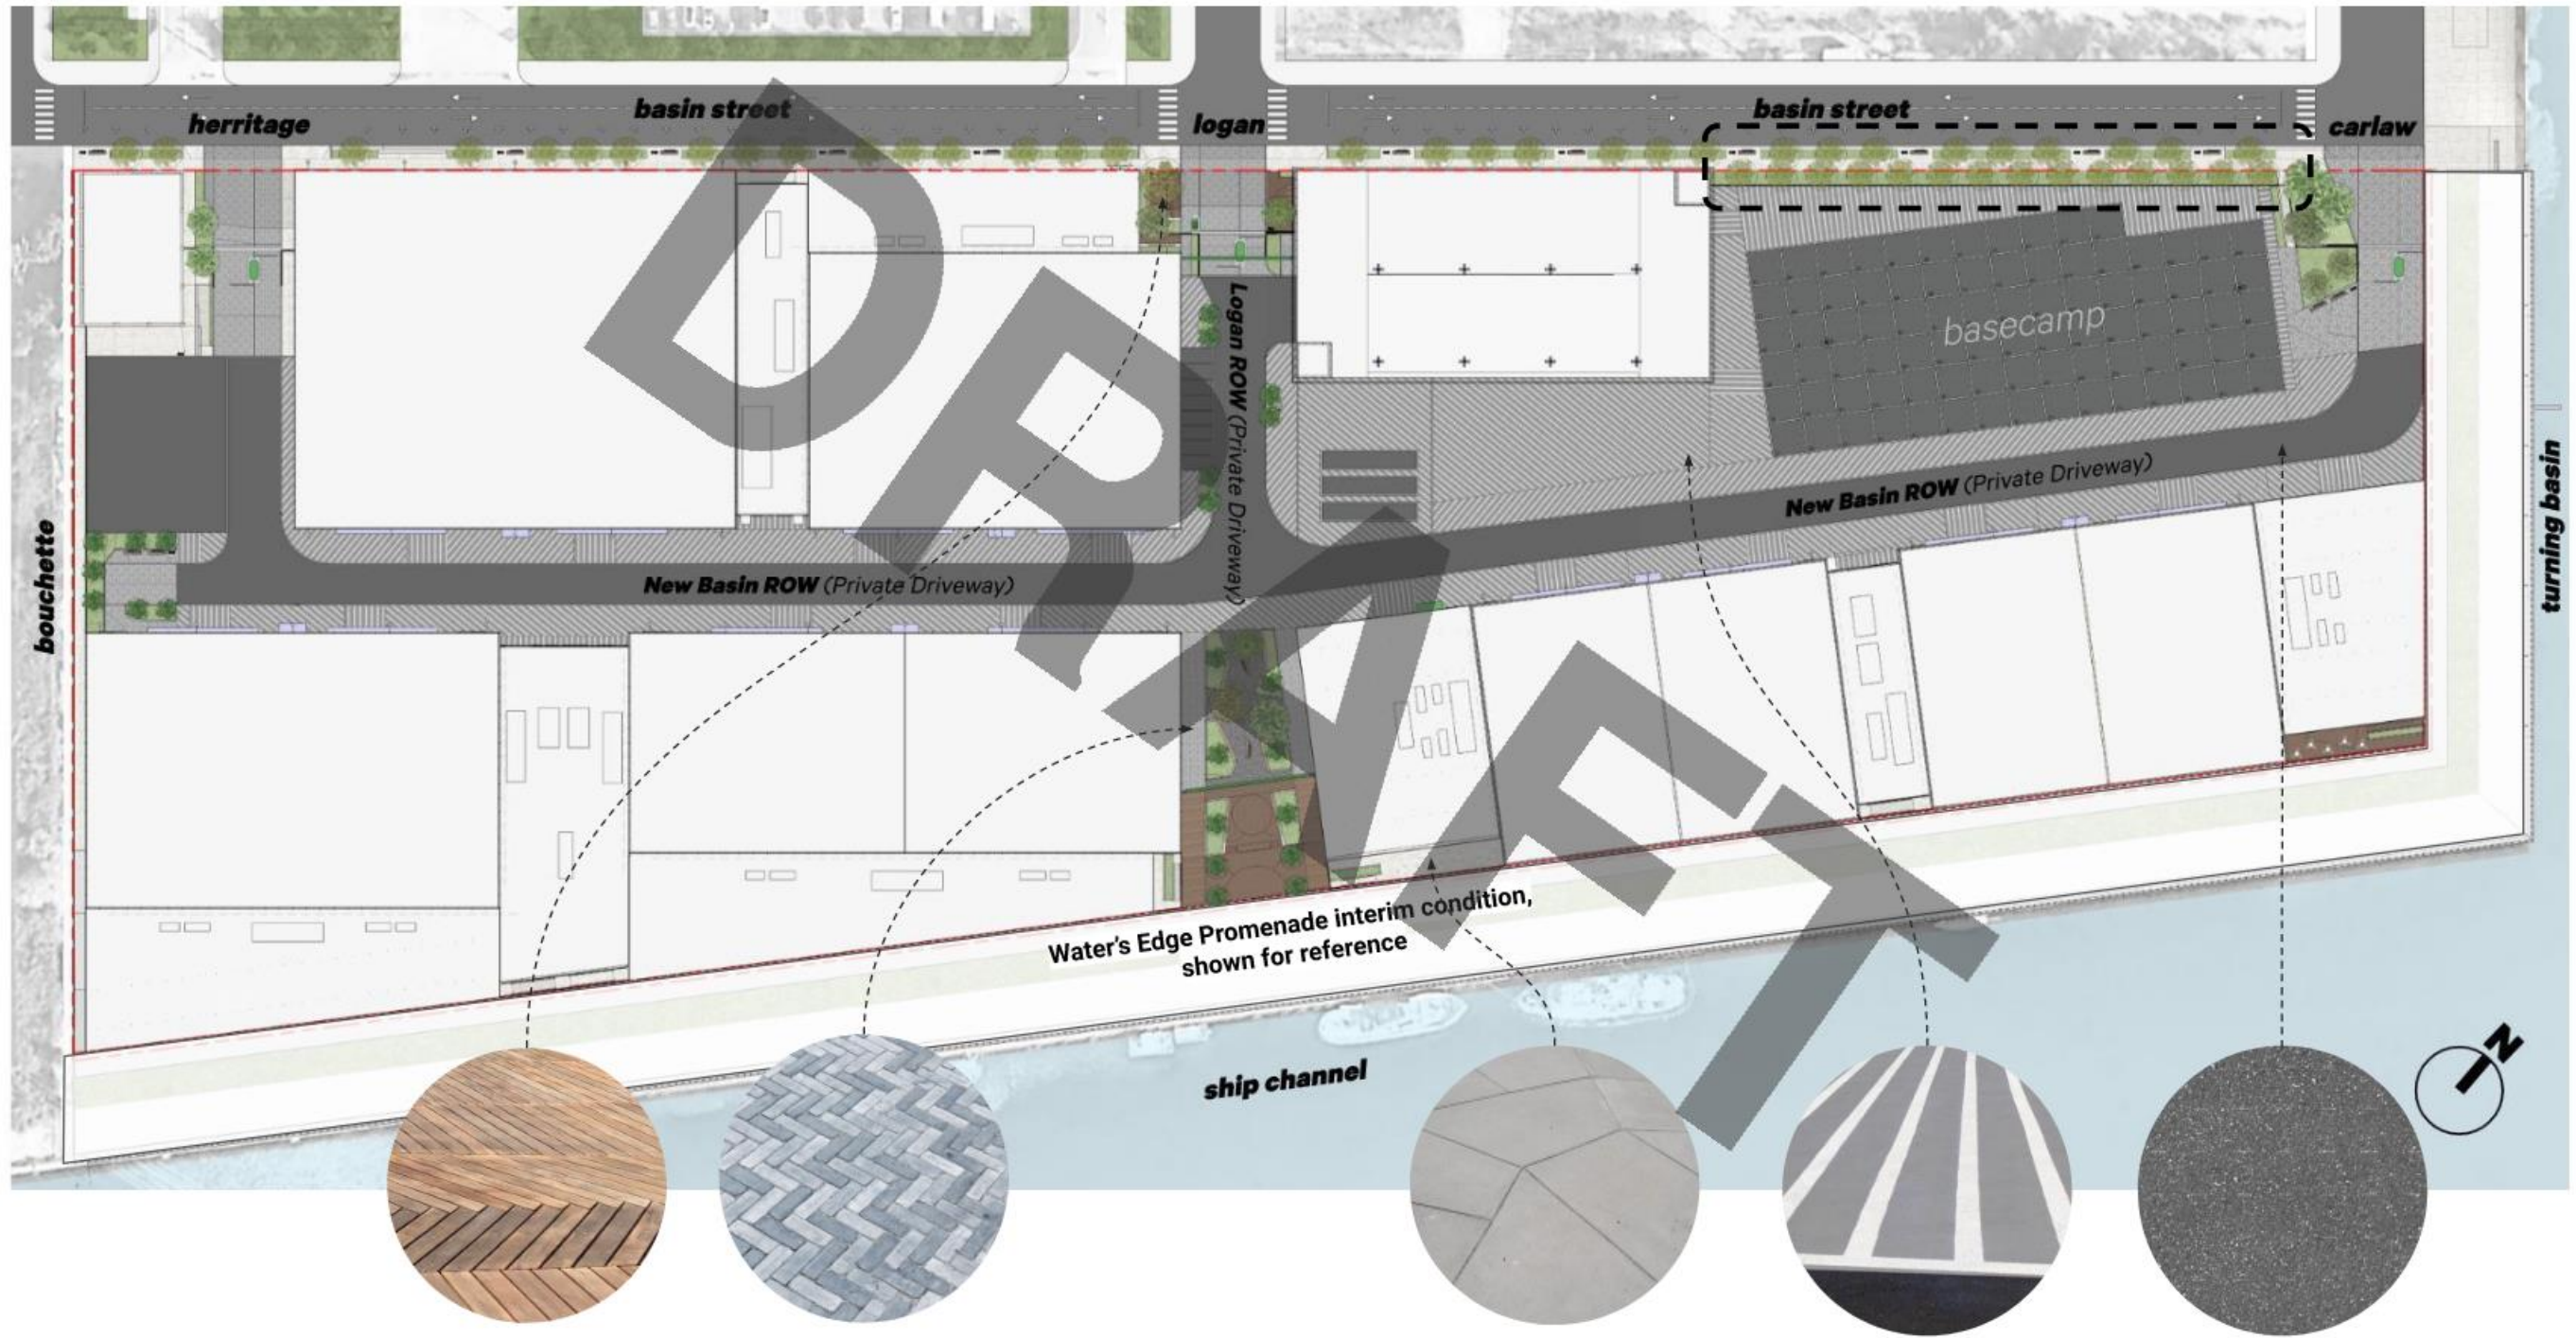 basin street
basin street
herritage
logan
carlaw
basecamp
Logan ROW (Private Driveway)
New Basin ROW (Private Driveway)
New Basin ROW (Private Driveway)
bouchette
turning basin
DRAFT
Water's Edge Promenade interim condition,
shown for reference
ship channel
N